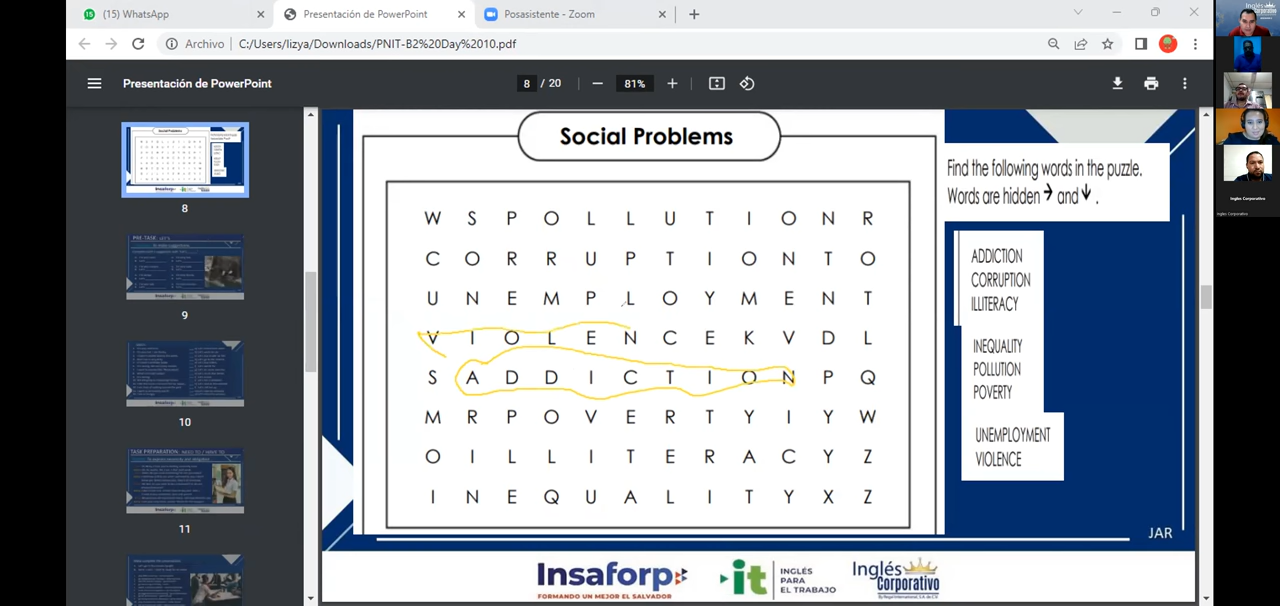 (15) WhatsApp
Presentación de PowerPoint
Posasistente - Zoom
Archivo
C:/Users/lizya/Downloads/PNIT-B2%20Day%2010.pdf
Presentación de PowerPoint
8 / 20
81%
Social Problems
Find the following words in the puzzle.
Words are hidden → and ↓ .
W S P O L L U T I O N R
C O R R U P T I O N T O
U N E M P L O Y M E N T
V I O L E N C E K V D
A D D C T I O N P
M R P O V E R T Y I Y W
O I L L I T E R A C Y
I N E Q U A L I T Y X X
ADDICTION
CORRUPTION
ILLITERACY
INEQUALITY
POLLUTION
POVERTY
UNEMPLOYMENT
VIOLENCE
JAR
8
9
10
11
Insaforp
FORMANDO UN MEJOR EL SALVADOR
it
INGLÉS
PARA
EL TRABAJO
Inglés
Corporativo
Ingles Corporativo
Ingles Corporativo